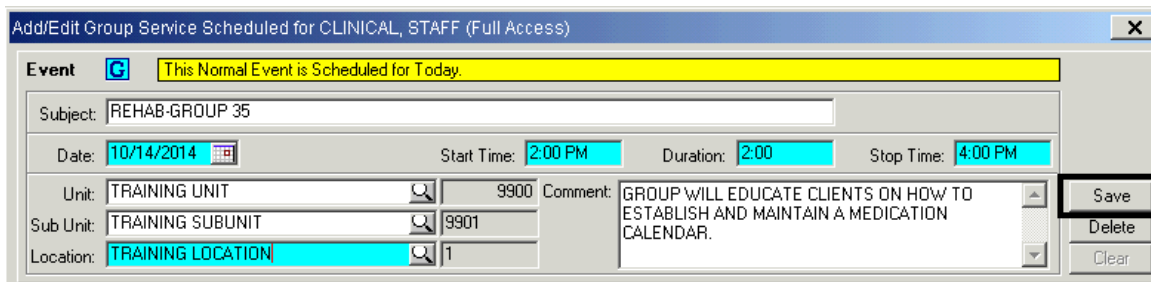 Add/Edit Group Service Scheduled for CLINICAL, STAFF (Full Access)
Event G This Normal Event is Scheduled for Today.
Subject: REHAB-GROUP 35
Date: 10/14/2014 Start Time: 2:00 PM Duration: 2:00 Stop Time: 4:00 PM
Unit: TRAINING UNIT 9900 Comment: GROUP WILL EDUCATE CLIENTS ON HOW TO
ESTABLISH AND MAINTAIN A MEDICATION
CALENDAR.
Save
Sub Unit: TRAINING SUBUNIT 9901
Delete
Location: TRAINING LOCATION 1
Clear